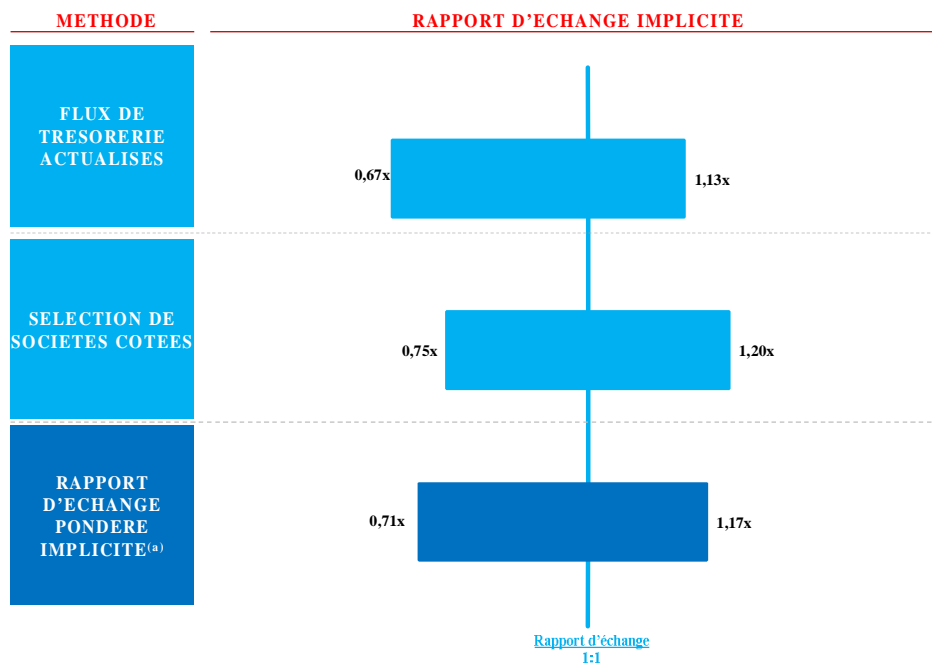 METHODE
RAPPORT D'ECHANGE IMPLICITE
FLUX DE
TRESORERIE
ACTUALISES
0,67x
1,13x
SELECTION DE
SOCIETES COTEES
0,75x
1,20x
RAPPORT
D'ECHANGE
PONDERE
IMPLICITE(a)
0,71x
1,17x
Rapport d'échange
1:1